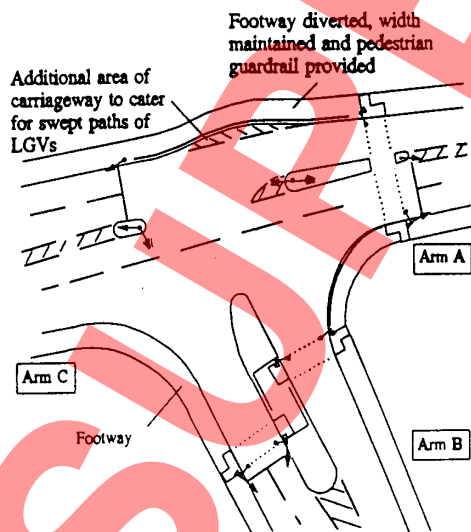 Footway diverted, width
maintained and pedestrian
guardrail provided
Additional area of
carriageway to cater
for swept paths of
LGVs
Arm A
Arm C
Footway
Arm B